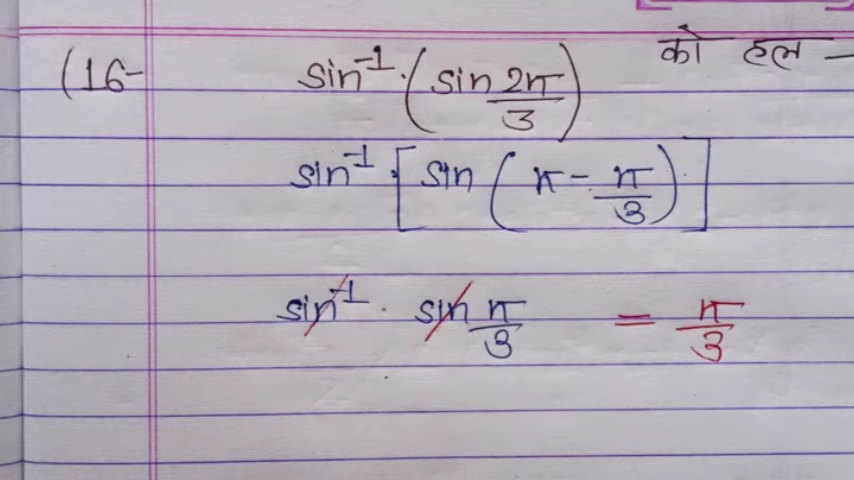 (16- sin⁻¹·(sin 2π/3) को हल –
sin⁻¹·[sin (π – π/3)]
sin⁻¹ · sin π/3 = π/3